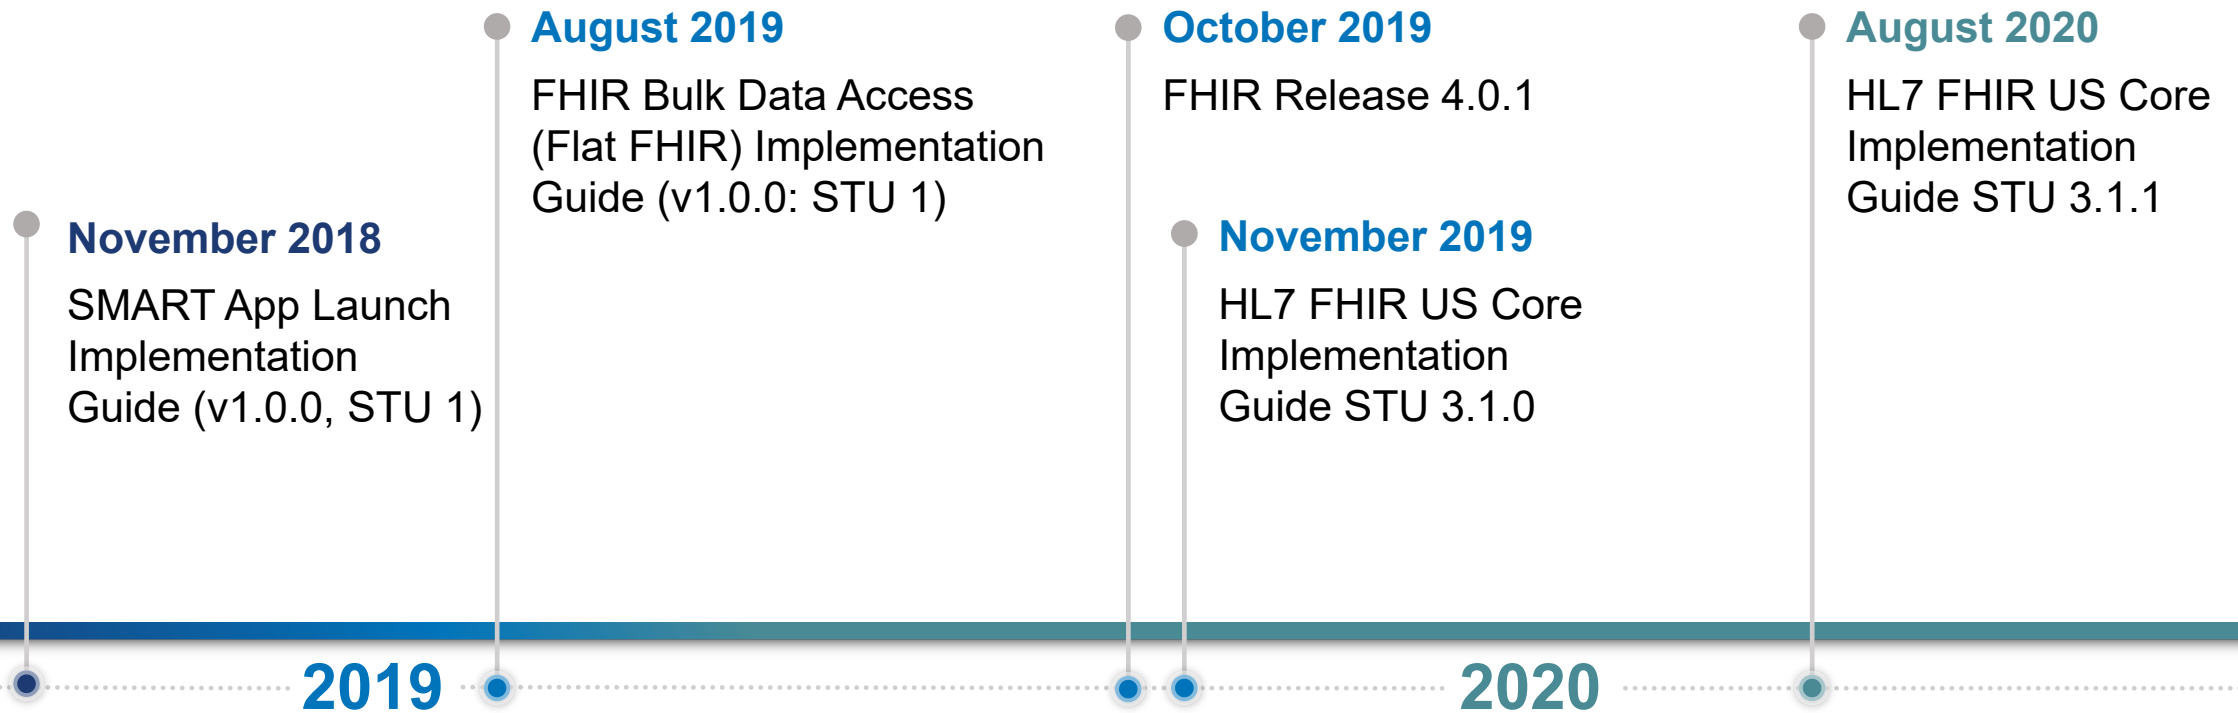 November 2018
SMART App Launch
Implementation
Guide (v1.0.0, STU 1)
August 2019
FHIR Bulk Data Access
(Flat FHIR) Implementation
Guide (v1.0.0: STU 1)
October 2019
FHIR Release 4.0.1
November 2019
HL7 FHIR US Core
Implementation
Guide STU 3.1.0
August 2020
HL7 FHIR US Core
Implementation
Guide STU 3.1.1
2019
2020